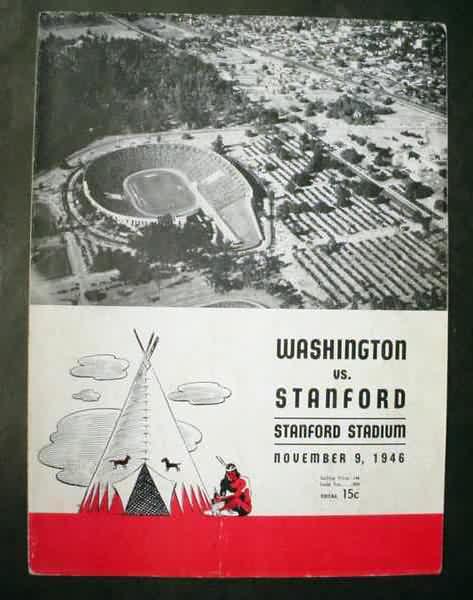 WASHINGTON
vs.
STANFORD
STANFORD STADIUM
NOVEMBER 9, 1946
TOTAL 15c